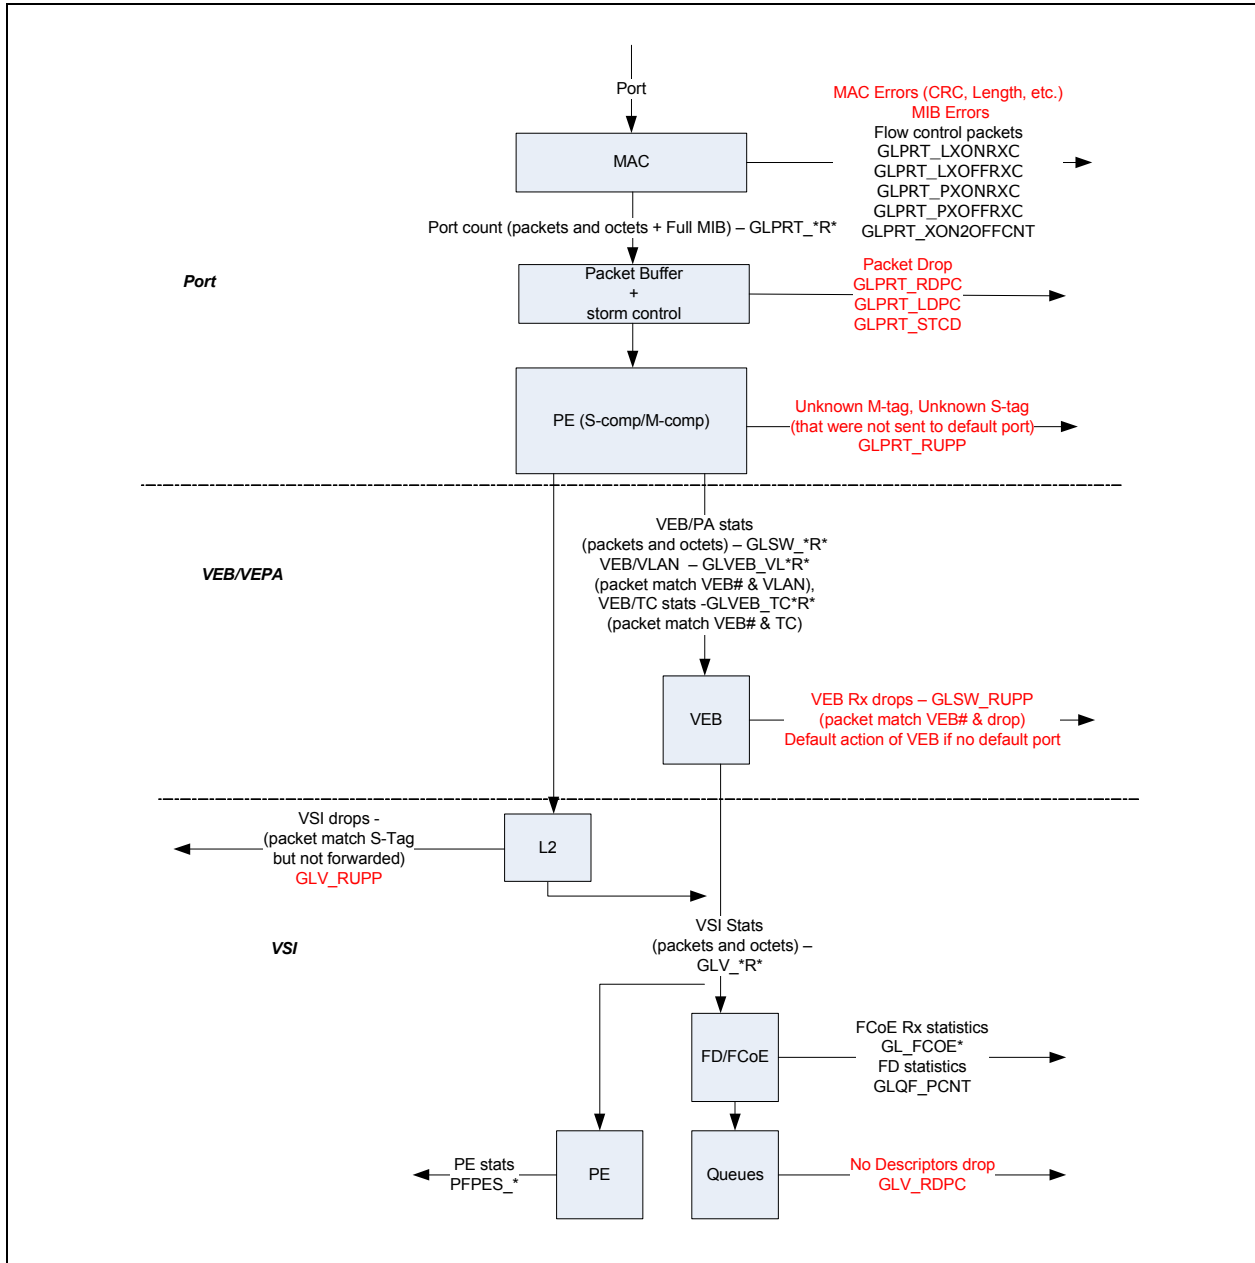 Port
MAC Errors (CRC, Length, etc.)
MIB Errors
Flow control packets
GLPRT_LXONRXC
GLPRT_LXOFFRXC
GLPRT_PXONRXC
GLPRT_PXOFFRXC
GLPRT_XON2OFFCNT
MAC
Port count (packets and octets + Full MIB) – GLPRT_*R*
Port
Packet Buffer
+
storm control
Packet Drop
GLPRT_RDPC
GLPRT_LDPC
GLPRT_STCD
PE (S-comp/M-comp)
Unknown M-tag, Unknown S-tag
(that were not sent to default port)
GLPRT_RUPP
VEB/VEPA
VEB/PA stats
(packets and octets) – GLSW_*R*
VEB/VLAN – GLVEB_VL*R*
(packet match VEB# & VLAN),
VEB/TC stats -GLVEB_TC*R*
(packet match VEB# & TC)
VEB
VEB Rx drops – GLSW_RUPP
(packet match VEB# & drop)
Default action of VEB if no default port
VSI drops -
(packet match S-Tag
but not forwarded)
GLV_RUPP
L2
VSI
VSI Stats
(packets and octets) –
GLV_*R*
FD/FCoE
FCoE Rx statistics
GL_FCOE*
FD statistics
GLQF_PCNT
PE stats
PFPES_*
PE
Queues
No Descriptors drop
GLV_RDPC